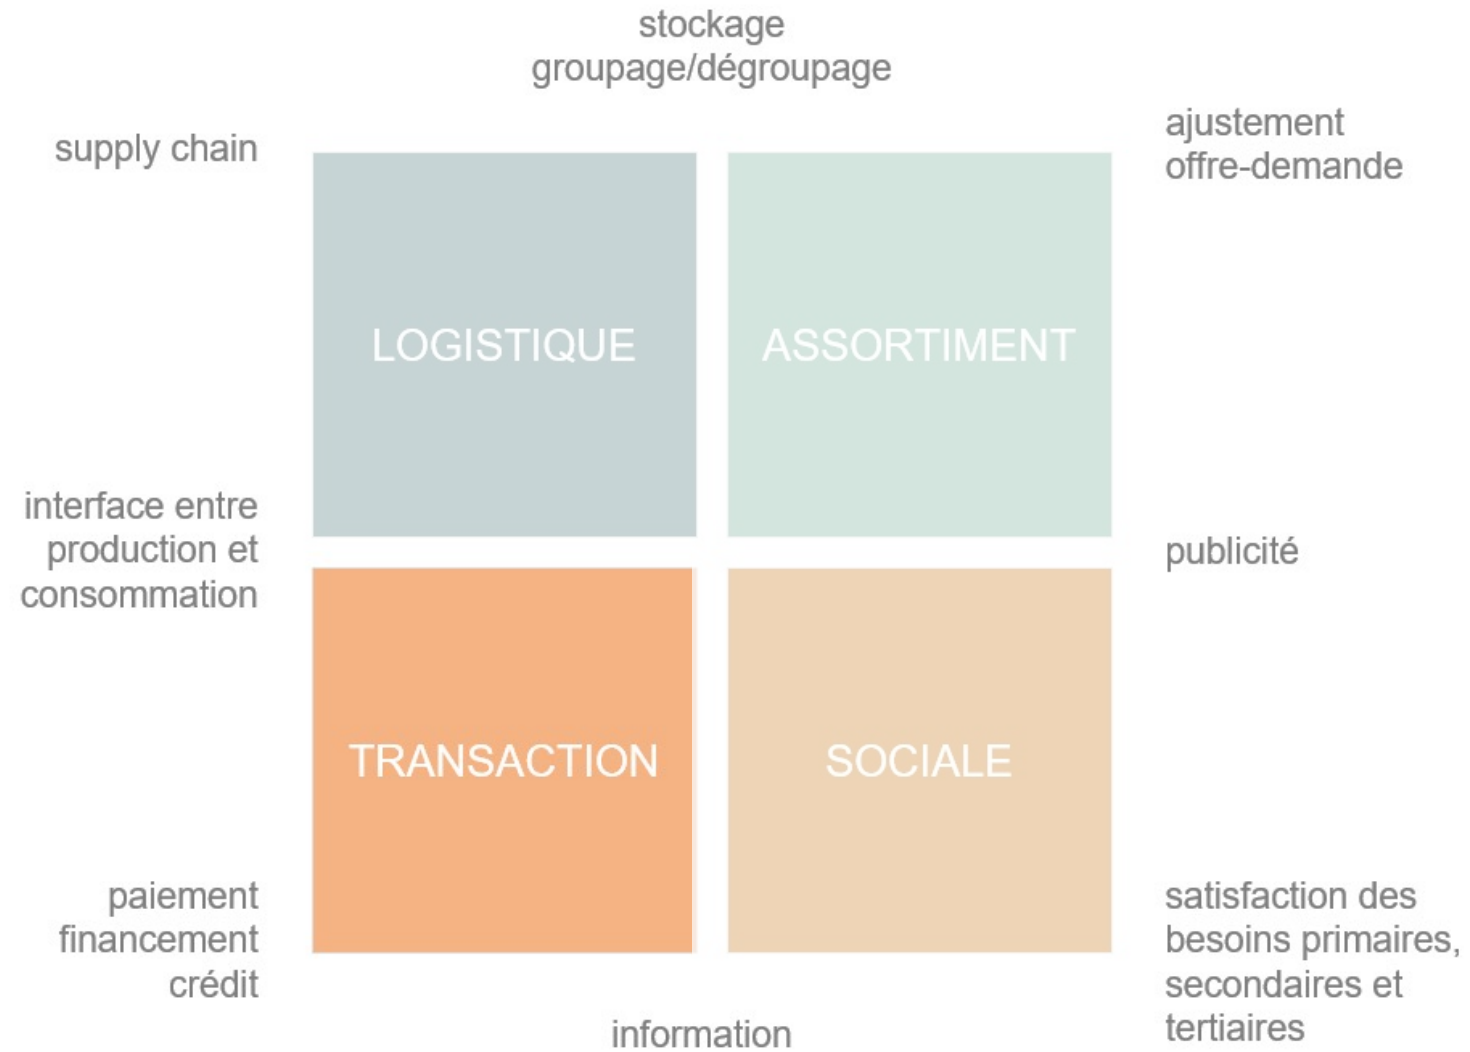 stockage
groupage/dégroupage
supply chain
ajustement
offre-demande
LOGISTIQUE
ASSORTIMENT
interface entre
production et
consommation
publicité
TRANSACTION
SOCIALE
paiement
financement
crédit
satisfaction des
besoins primaires,
secondaires et
tertiaires
information